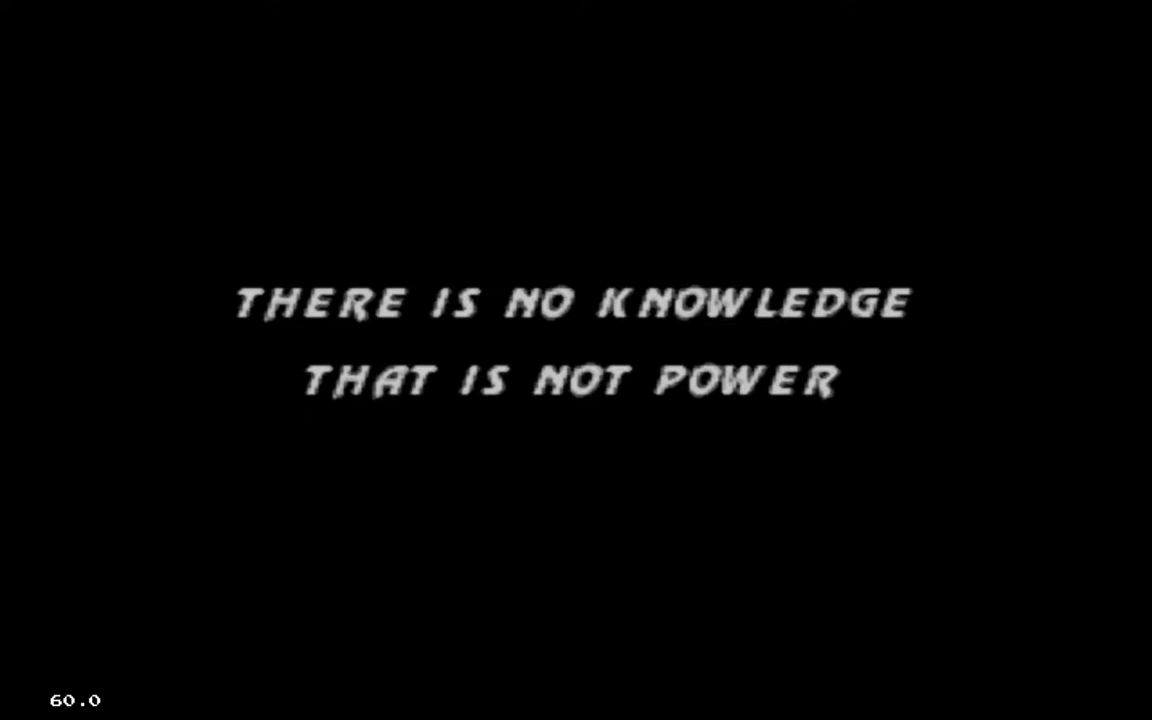 THERE IS NO KNOWLEDGE
THAT IS NOT POWER
60.0